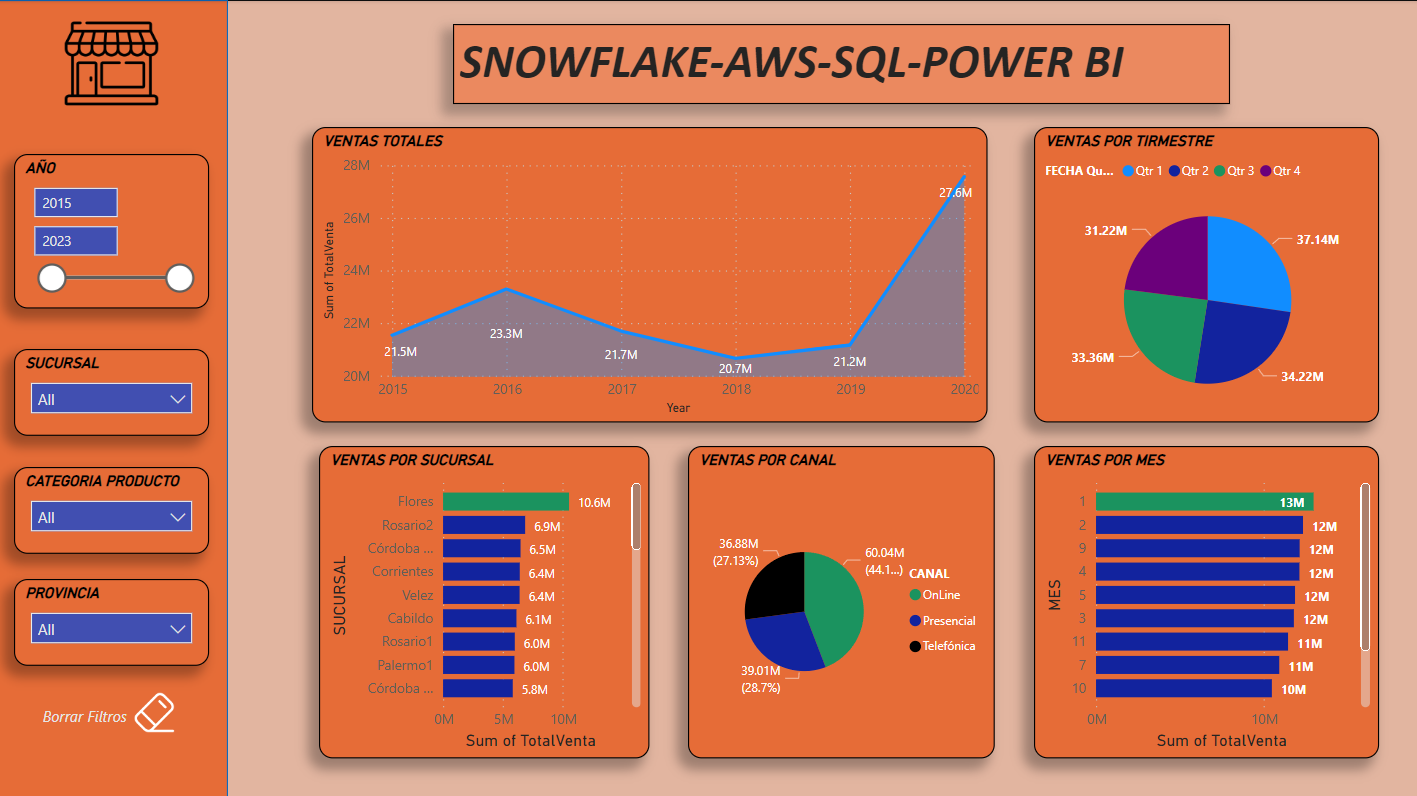 SNOWFLAKE-AWS-SQL-POWER BI
AÑO
2015
2023
SUCURSAL
All
CATEGORIA PRODUCTO
All
PROVINCIA
All
Borrar Filtros
VENTAS TOTALES
Sum of TotalVenta
28M
26M
24M
22M
20M
21.5M
23.3M
21.7M
20.7M
21.2M
27.6M
2015
2016
2017
2018
2019
2020
Year
VENTAS POR TIRMESTRE
FECHA Qu... Qtr 1 Qtr 2 Qtr 3 Qtr 4
31.22M
37.14M
33.36M
34.22M
VENTAS POR SUCURSAL
SUCURSAL
Flores 10.6M
Rosario2 6.9M
Córdoba ... 6.5M
Corrientes 6.4M
Velez 6.4M
Cabildo 6.1M
Rosario1 6.0M
Palermo1 6.0M
Córdoba ... 5.8M
0M 5M 10M
Sum of TotalVenta
VENTAS POR CANAL
36.88M
(27.13%)
60.04M
(44.1...)
39.01M
(28.7%)
CANAL
OnLine
Presencial
Telefónica
VENTAS POR MES
MES
1 13M
2 12M
9 12M
4 12M
5 12M
3 12M
11 11M
7 11M
10 10M
0M 10M
Sum of TotalVenta